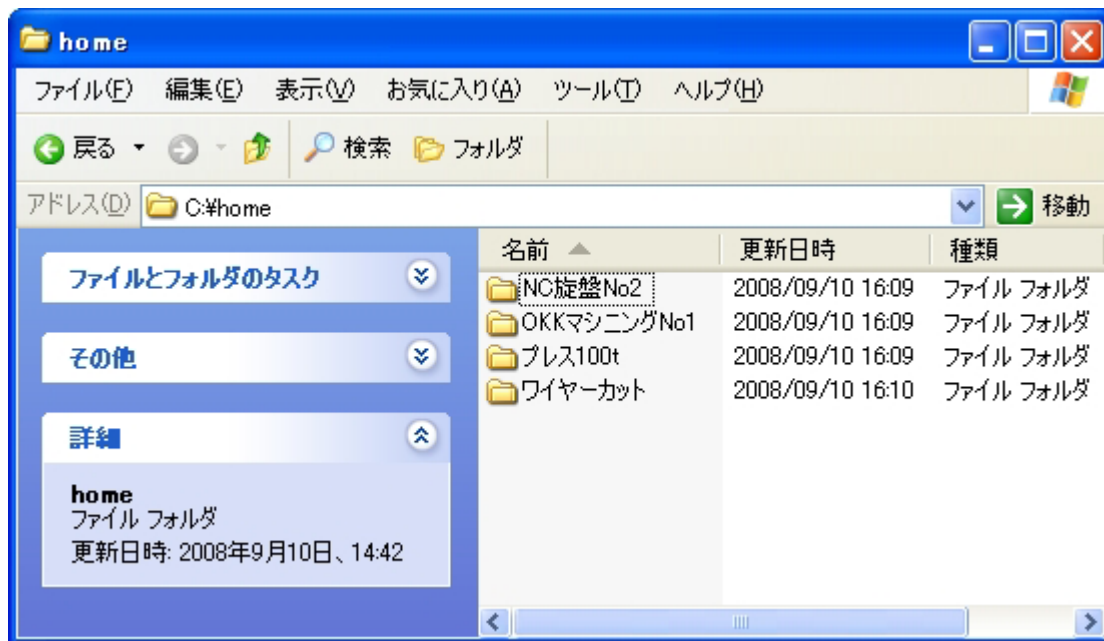 home
ファイル(F) 編集(E) 表示(V) お気に入り(A) ツール(T) ヘルプ(H)
戻る 検索 フォルダ
アドレス(D) C:¥home 移動
ファイルとフォルダのタスク
その他
詳細
home
ファイル フォルダ
更新日時: 2008年9月10日、14:42
名前 更新日時 種類
NC旋盤No2 2008/09/10 16:09 ファイル フォルダ
OKKマシニングNo1 2008/09/10 16:09 ファイル フォルダ
プレス100t 2008/09/10 16:09 ファイル フォルダ
ワイヤーカット 2008/09/10 16:10 ファイル フォルダ